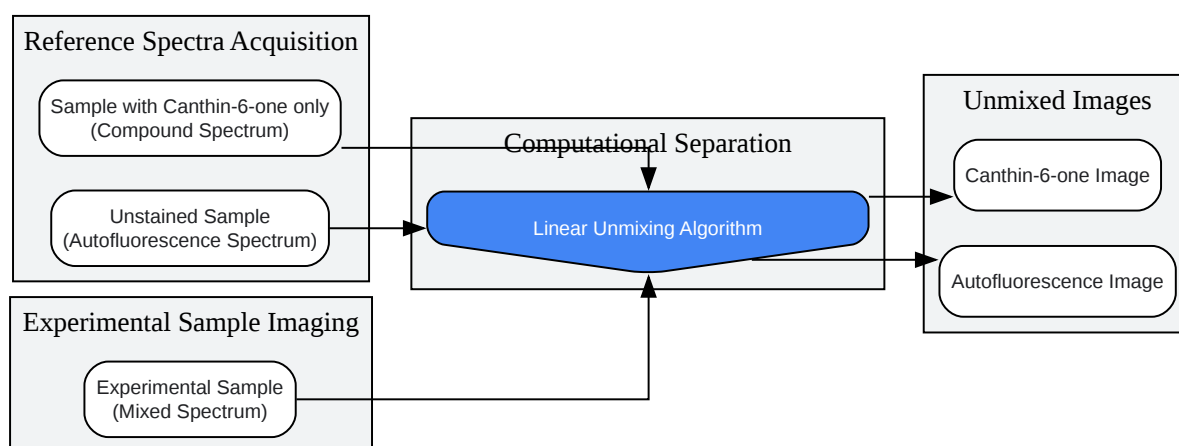 Reference Spectra Acquisition
Sample with Canthin-6-one only
(Compound Spectrum)
Unstained Sample
(Autofluorescence Spectrum)
Experimental Sample Imaging
Experimental Sample
(Mixed Spectrum)
Computational Separation
Linear Unmixing Algorithm
Unmixed Images
Canthin-6-one Image
Autofluorescence Image